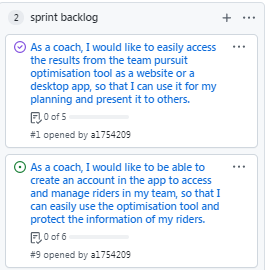 2 sprint backlog
As a coach, I would like to easily access
the results from the team pursuit
optimisation tool as a website or a
desktop app, so that I can use it for my
planning and present it to others.
0 of 5
#1 opened by a1754209
As a coach, I would like to be able to
create an account in the app to access
and manage riders in my team, so that I
can easily use the optimisation tool and
protect the information of my riders.
0 of 6
#9 opened by a1754209